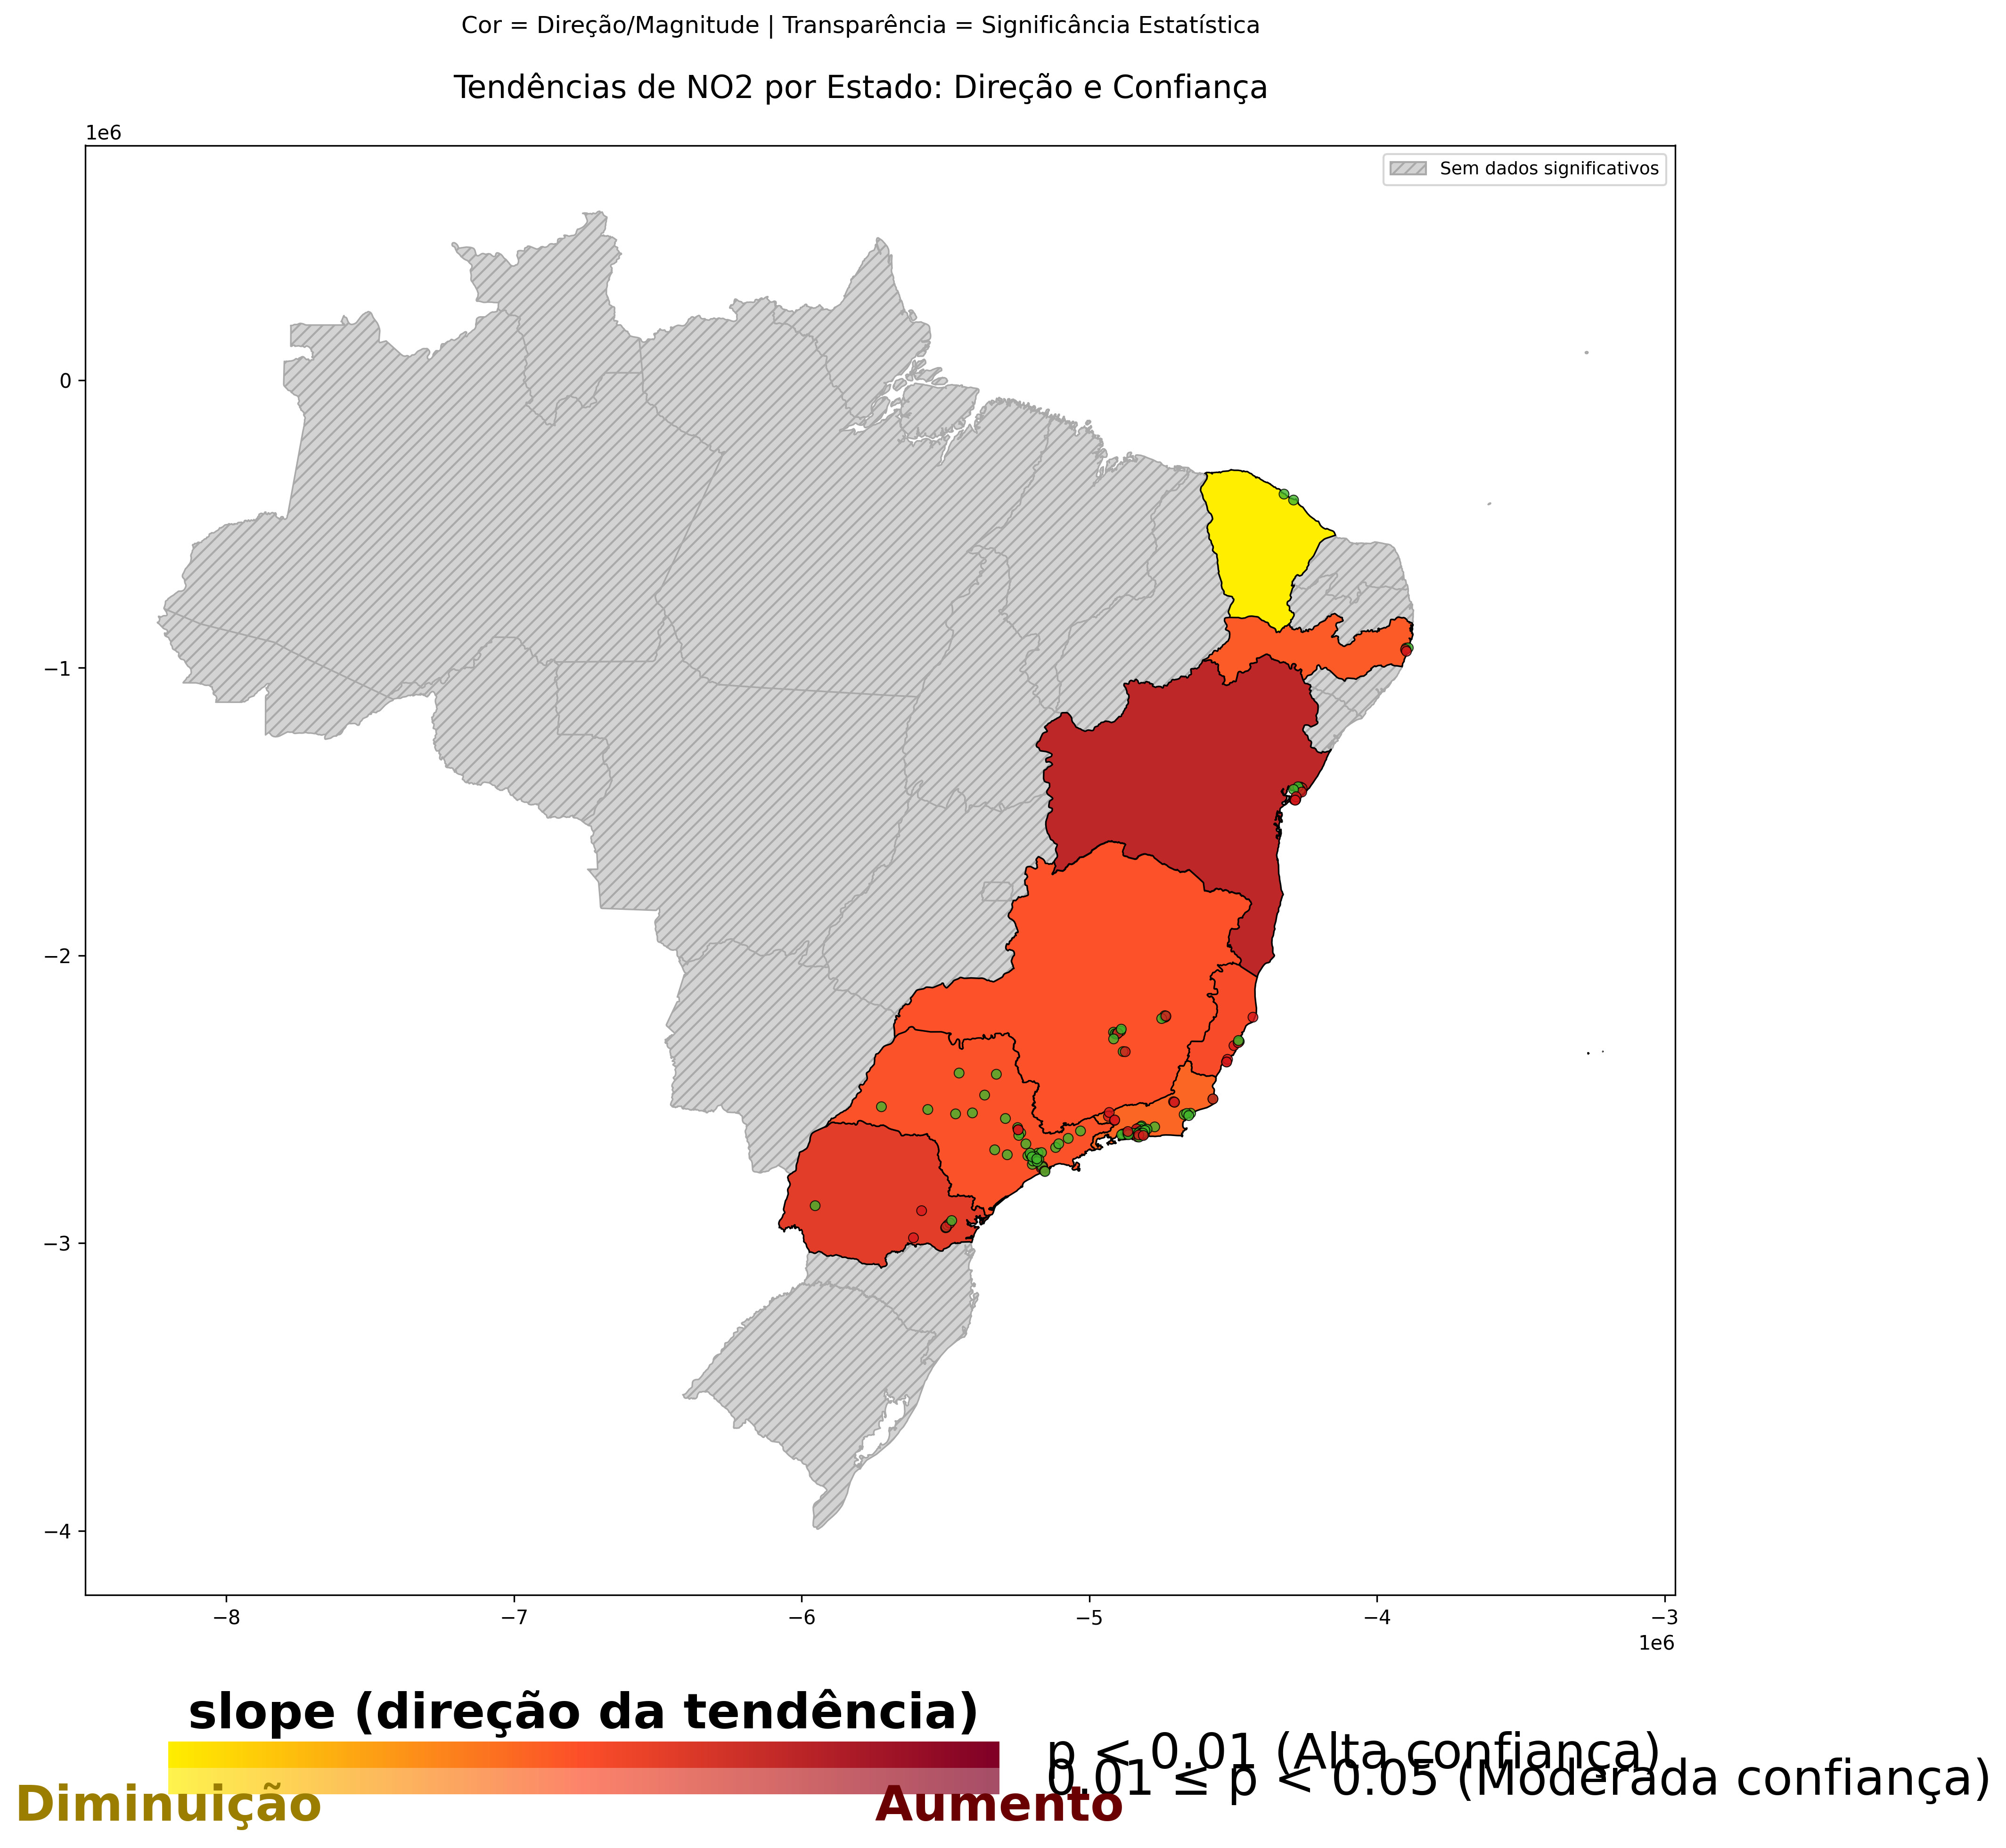 Cor = Direção/Magnitude | Transparência = Significância Estatística
Tendências de NO2 por Estado: Direção e Confiança
1e6
Sem dados significativos
0
−1
−2
−3
−4
−8
−7
−6
−5
−4
−3
1e6
slope (direção da tendência)
p < 0.01 (Alta confiança)
0.01 ≤ p < 0.05 (Moderada confiança)
Diminuição
Aumento